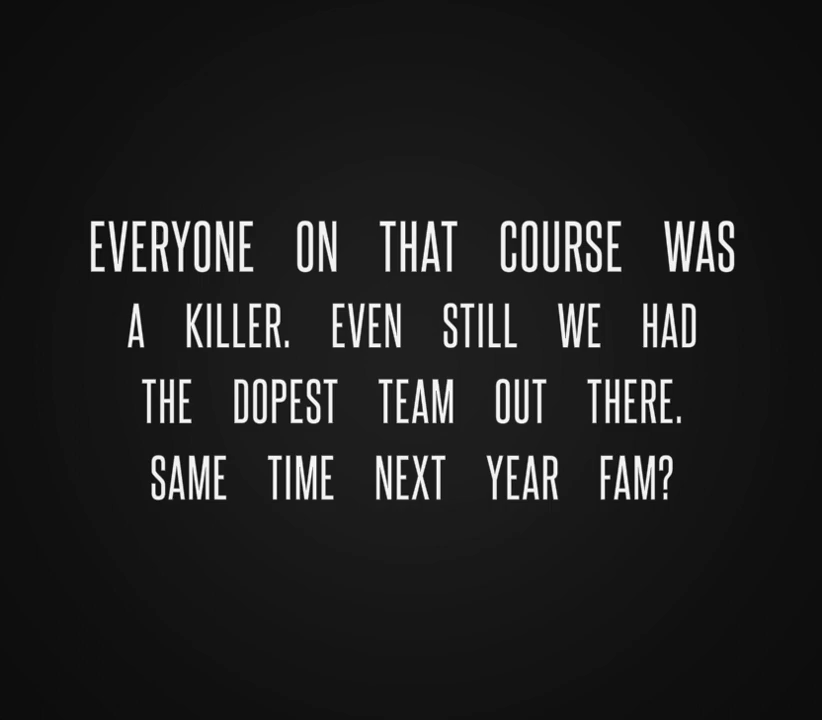 EVERYONE ON THAT COURSE WAS
A KILLER. EVEN STILL WE HAD
THE DOPEST TEAM OUT THERE.
SAME TIME NEXT YEAR FAM?